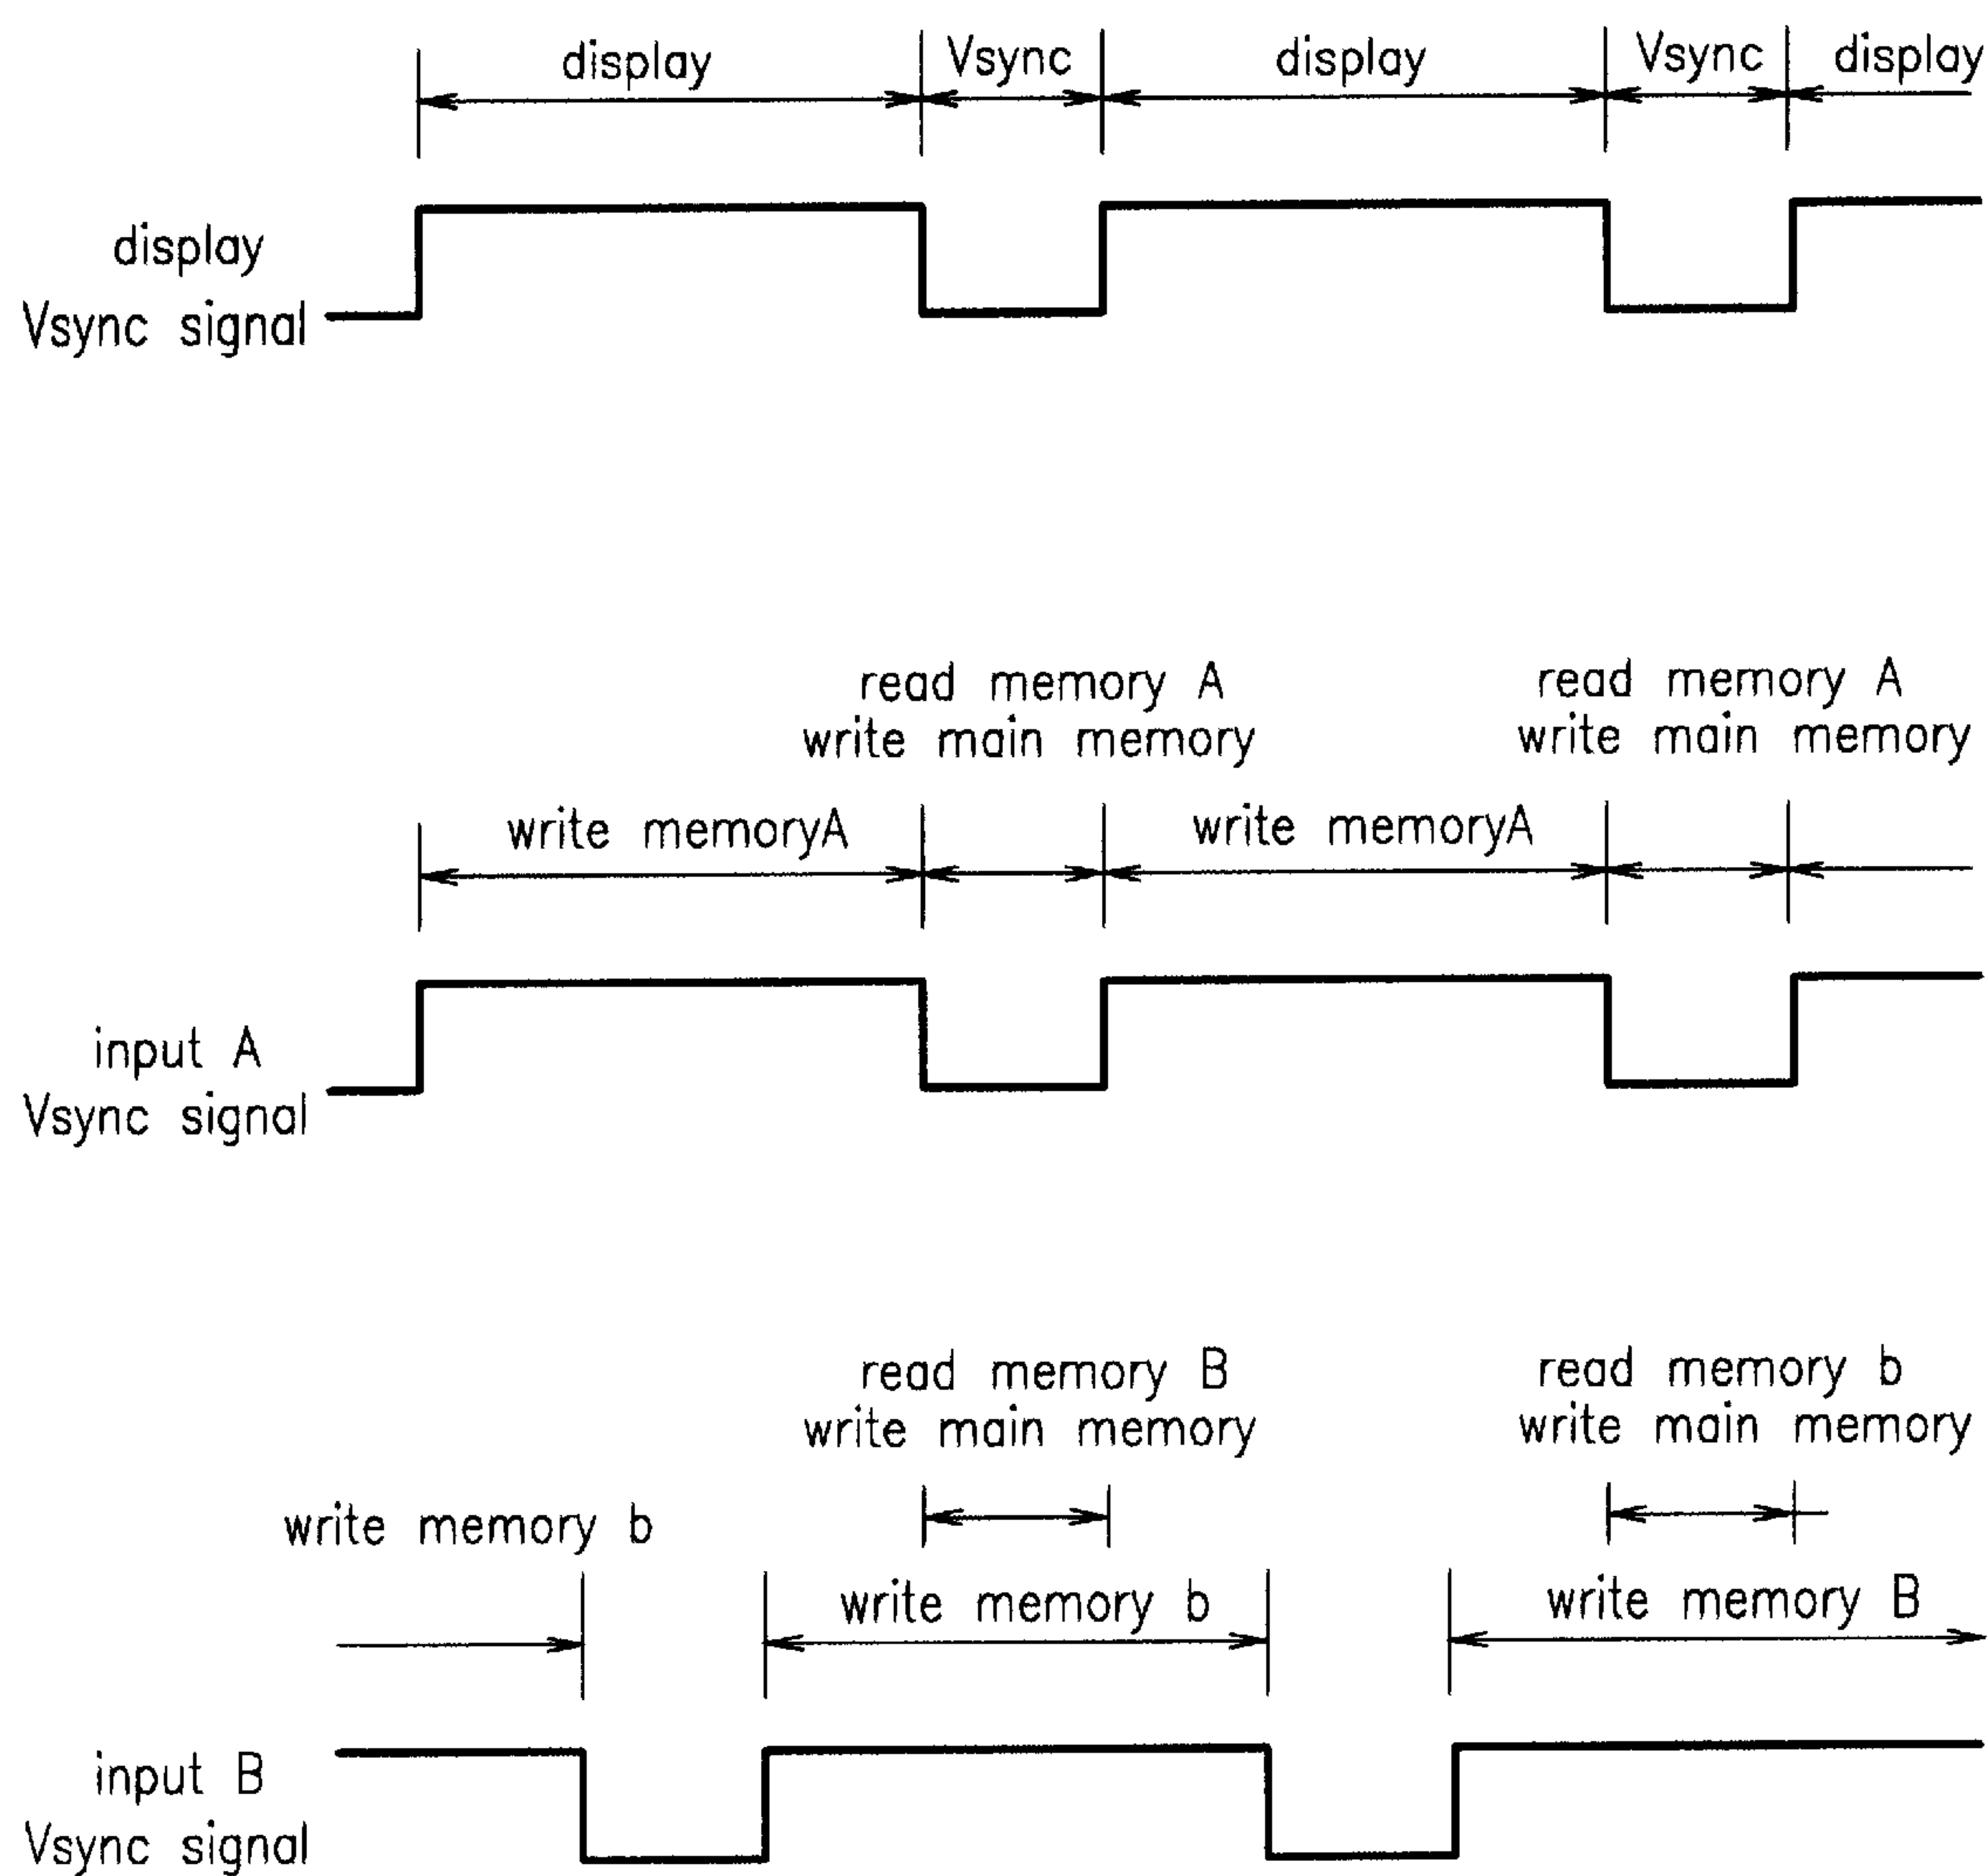 display
Vsync
display
Vsync
display
display
Vsync signal
read memory A
write main memory
read memory A
write main memory
write memoryA
write memoryA
input A
Vsync signal
read memory B
write main memory
read memory b
write main memory
write memory b
write memory b
write memory B
input B
Vsync signal